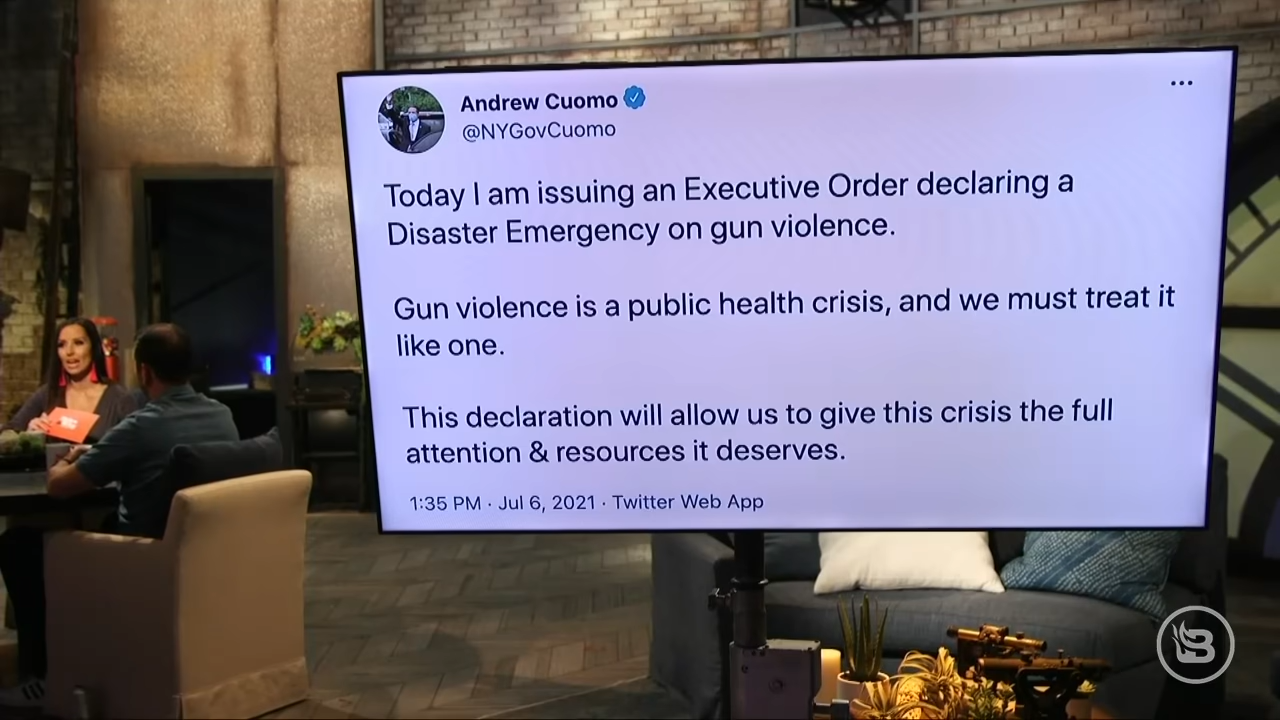 Andrew Cuomo
@NYGovCuomo
Today I am issuing an Executive Order declaring a
Disaster Emergency on gun violence.
Gun violence is a public health crisis, and we must treat it
like one.
This declaration will allow us to give this crisis the full
attention & resources it deserves.
1:35 PM · Jul 6, 2021 · Twitter Web App
B